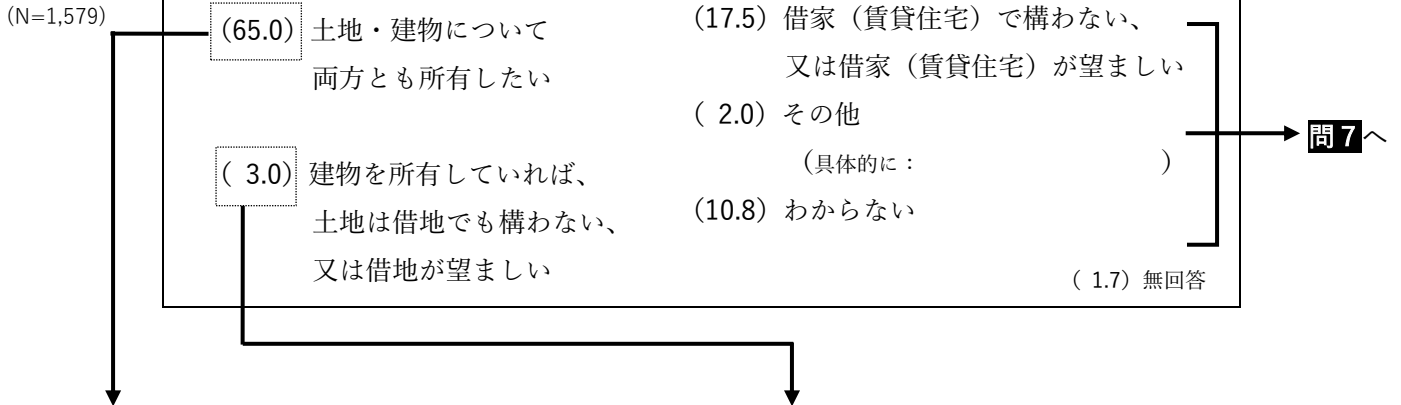 (N=1,579)
(65.0) 土地・建物について
両方とも所有したい
( 3.0) 建物を所有していれば、
土地は借地でも構わない、
又は借地が望ましい
(17.5) 借家（賃貸住宅）で構わない、
又は借家（賃貸住宅）が望ましい
( 2.0) その他
（具体的に：　　　　　　　　　　）
(10.8) わからない
( 1.7) 無回答
問７へ